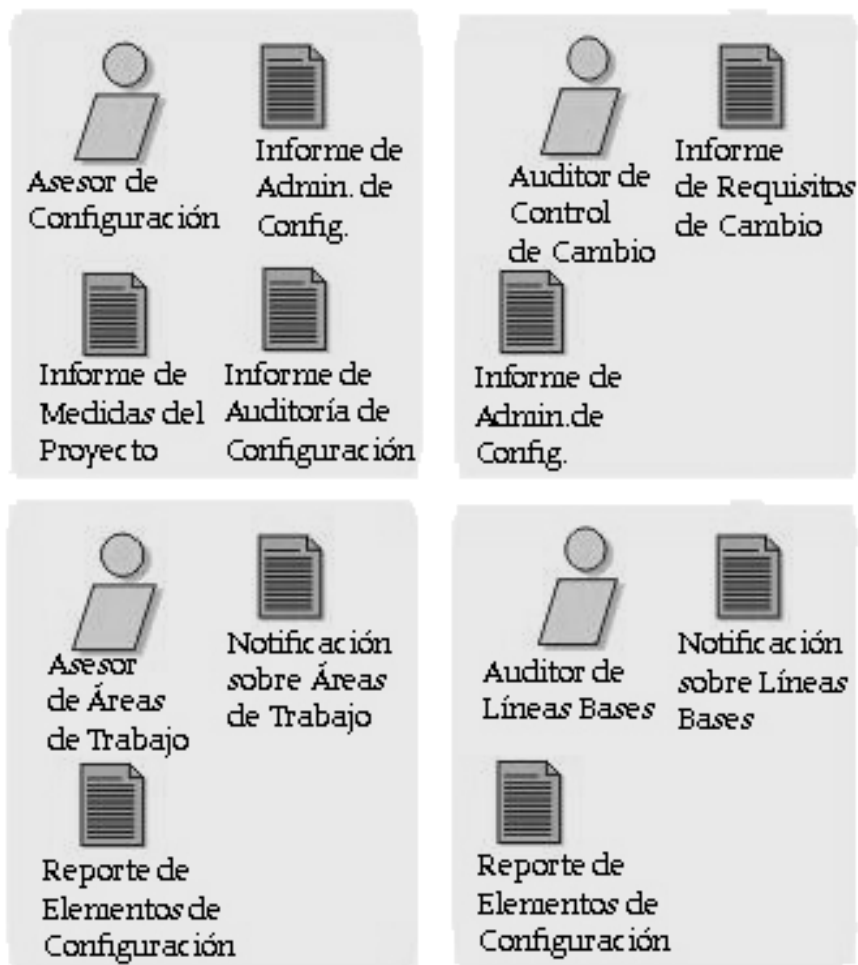 Asesor de
Configuración
Informe de
Admin. de
Config.
Informe de
Medidas del
Proyecto
Informe de
Auditoría de
Configuración
Auditor de
Control
de Cambio
Informe
de Requisitos
de Cambio
Informe de
Admin.de
Config.
Asesor
de Áreas
de Trabajo
Notificación
sobre Áreas
de Trabajo
Reporte de
Elementos de
Configuración
Auditor de
Líneas Bases
Notificación
sobre Líneas
Bases
Reporte de
Elementos de
Configuración